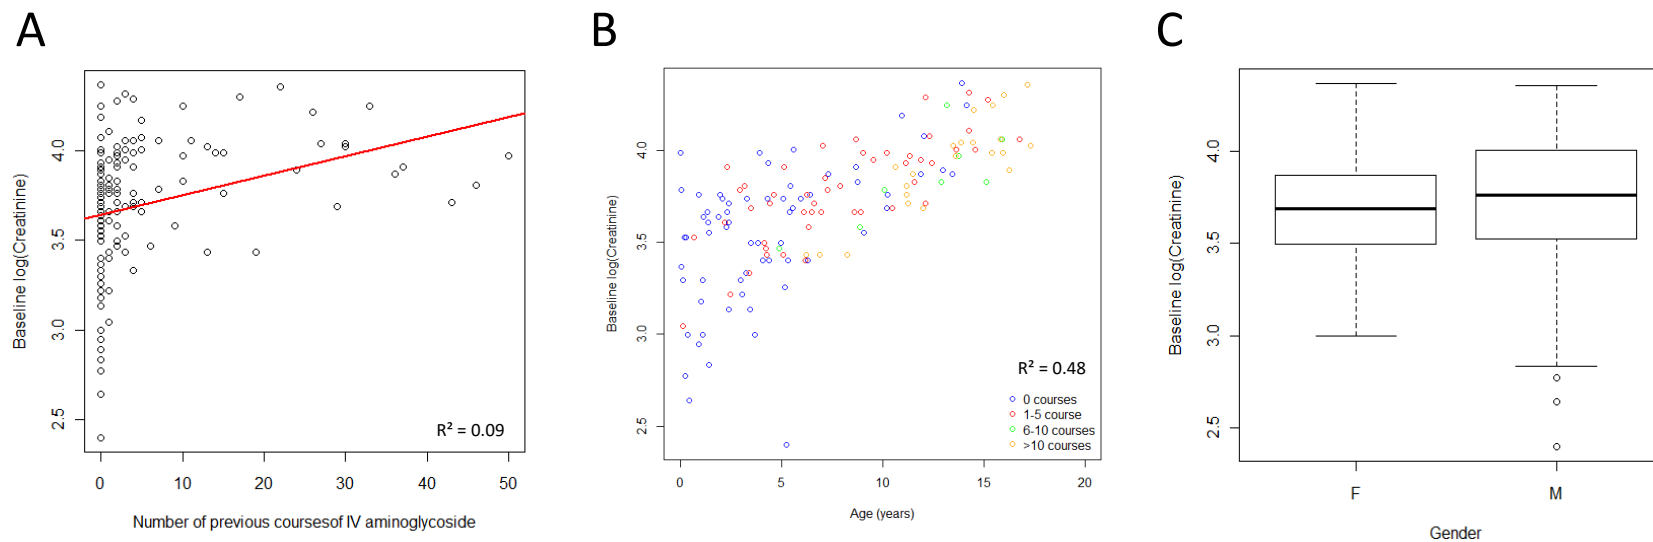 A
B
C
Baseline log(Creatinine)
4.0
3.5
3.0
2.5
R² = 0.09
0
10
20
30
40
50
Number of previous coursesof IV aminoglycoside
Baseline log(Creatinine)
4.0
3.5
3.0
2.5
R² = 0.48
0 courses
1-5 course
6-10 courses
>10 courses
0
5
10
15
20
Age (years)
Baseline log(Creatinine)
4.0
3.5
3.0
2.5
F
M
Gender